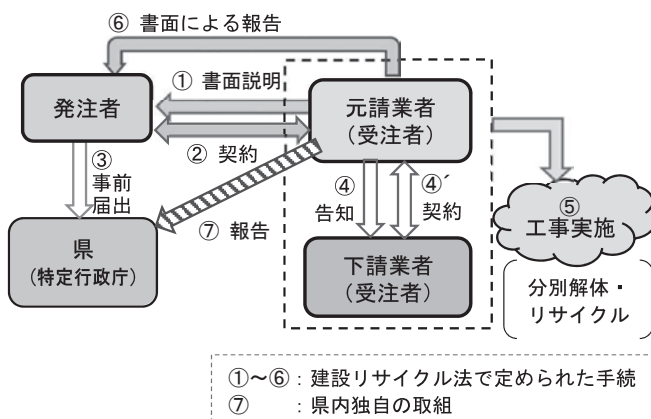 ⑥ 書面による報告
① 書面説明
発注者
元請業者
(受注者)
② 契約
③
事前
届出
④
告知
④´
契約
⑤
工事実施
⑦ 報告
県
(特定行政庁)
下請業者
(受注者)
分別解体・
リサイクル
①~⑥:建設リサイクル法で定められた手続
⑦ :県内独自の取組